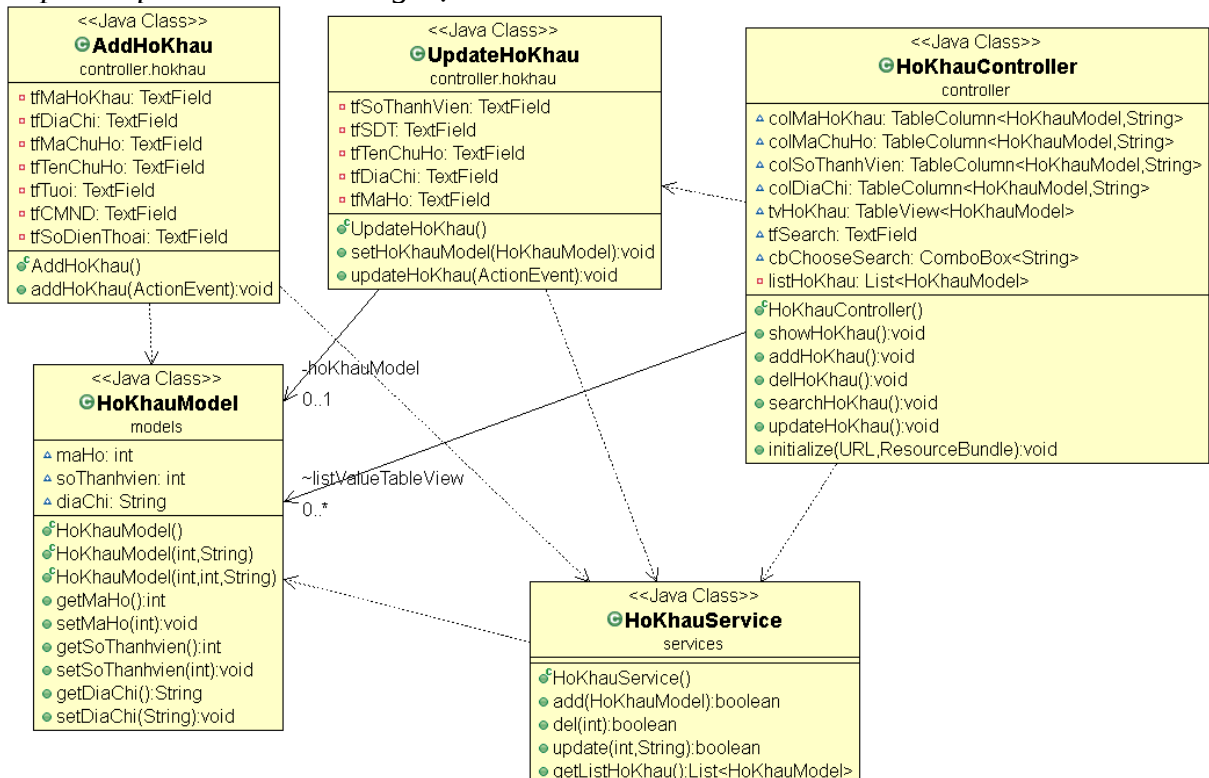 <<Java Class>>
AddHoKhau
controller.hokhau
tfMaHoKhau: TextField
tfDiaChi: TextField
tfMaChuHo: TextField
tfTenChuHo: TextField
tfTuoi: TextField
tfCMND: TextField
tfSoDienThoai: TextField
AddHoKhau()
addHoKhau(ActionEvent):void
<<Java Class>>
UpdateHoKhau
controller.hokhau
tfSoThanhVien: TextField
tfSDT: TextField
tfTenChuHo: TextField
tfDiaChi: TextField
tfMaHo: TextField
UpdateHoKhau()
setHoKhauModel(HoKhauModel):void
updateHoKhau(ActionEvent):void
<<Java Class>>
HoKhauController
controller
colMaHoKhau: TableColumn<HoKhauModel,String>
colMaChuHo: TableColumn<HoKhauModel,String>
colSoThanhVien: TableColumn<HoKhauModel,String>
colDiaChi: TableColumn<HoKhauModel,String>
tvHoKhau: TableView<HoKhauModel>
tfSearch: TextField
cbChooseSearch: ComboBox<String>
listHoKhau: List<HoKhauModel>
HoKhauController()
showHoKhau():void
addHoKhau():void
delHoKhau():void
searchHoKhau():void
updateHoKhau():void
initialize(URL,ResourceBundle):void
-hoKhauModel
0..1
~listValueTableView
0..*
<<Java Class>>
HoKhauModel
models
maHo: int
soThanhvien: int
diaChi: String
HoKhauModel()
HoKhauModel(int,String)
HoKhauModel(int,int,String)
getMaHo():int
setMaHo(int):void
getSoThanhvien():int
setSoThanhvien(int):void
getDiaChi():String
setDiaChi(String):void
<<Java Class>>
HoKhauService
services
HoKhauService()
add(HoKhauModel):boolean
del(int):boolean
update(int,String):boolean
getListHoKhau():List<HoKhauModel>